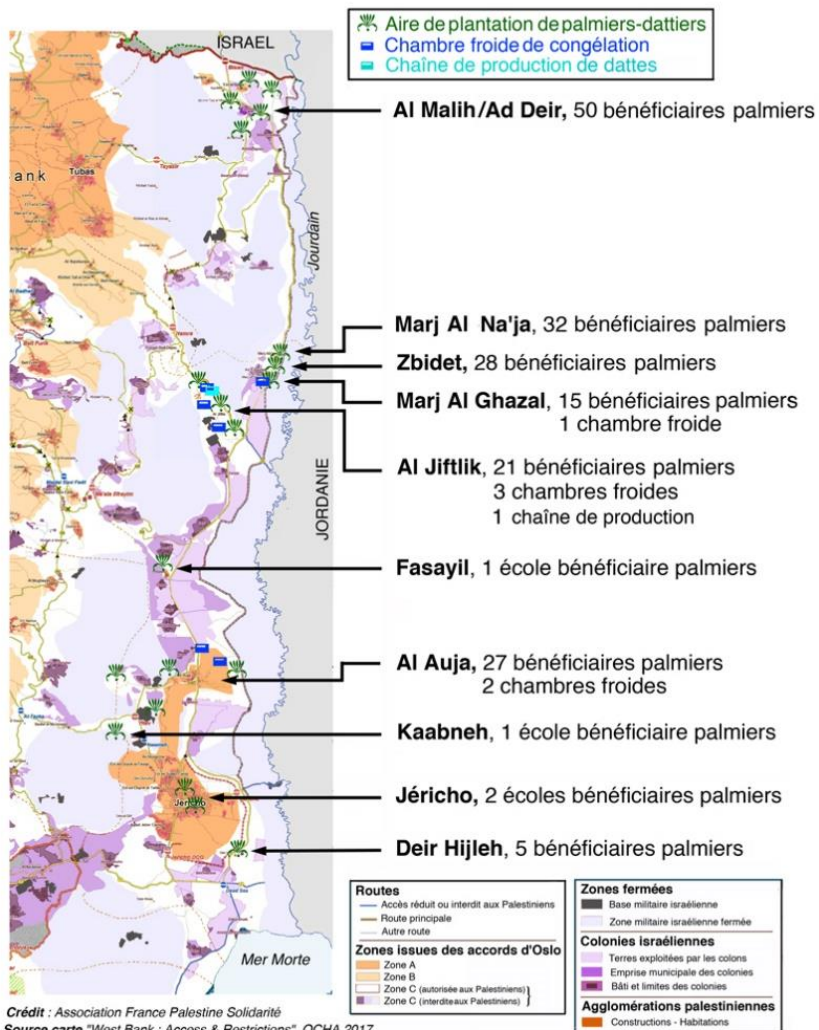 Aire de plantation de palmiers-dattiers
Chambre froide de congélation
Chaîne de production de dattes
ISRAEL
Al Malih/Ad Deir, 50 bénéficiaires palmiers
ank
Tubas
Jourdain
Marj Al Na'ja, 32 bénéficiaires palmiers
Zbidet, 28 bénéficiaires palmiers
Marj Al Ghazal, 15 bénéficiaires palmiers
1 chambre froide
Al Jiftlik, 21 bénéficiaires palmiers
3 chambres froides
1 chaîne de production
JORDANIE
Fasayil, 1 école bénéficiaire palmiers
Al Auja, 27 bénéficiaires palmiers
2 chambres froides
Kaabneh, 1 école bénéficiaire palmiers
Jéricho, 2 écoles bénéficiaires palmiers
Jéricho
Deir Hijleh, 5 bénéficiaires palmiers
Mer Morte
Routes
Accès réduit ou interdit aux Palestiniens
Route principale
Autre route
Zones issues des accords d'Oslo
Zone A
Zone B
Zone C (autorisée aux Palestiniens)
Zone C (interdite aux Palestiniens)
Zones fermées
Base militaire israélienne
Zone militaire israélienne fermée
Colonies israéliennes
Terres exploitées par les colons
Emprise municipale des colonies
Bâti et limites des colonies
Agglomérations palestiniennes
Constructions - Habitations
Crédit : Association France Palestine Solidarité
Source carte "West Bank : Access & Restrictions", OCHA 2017